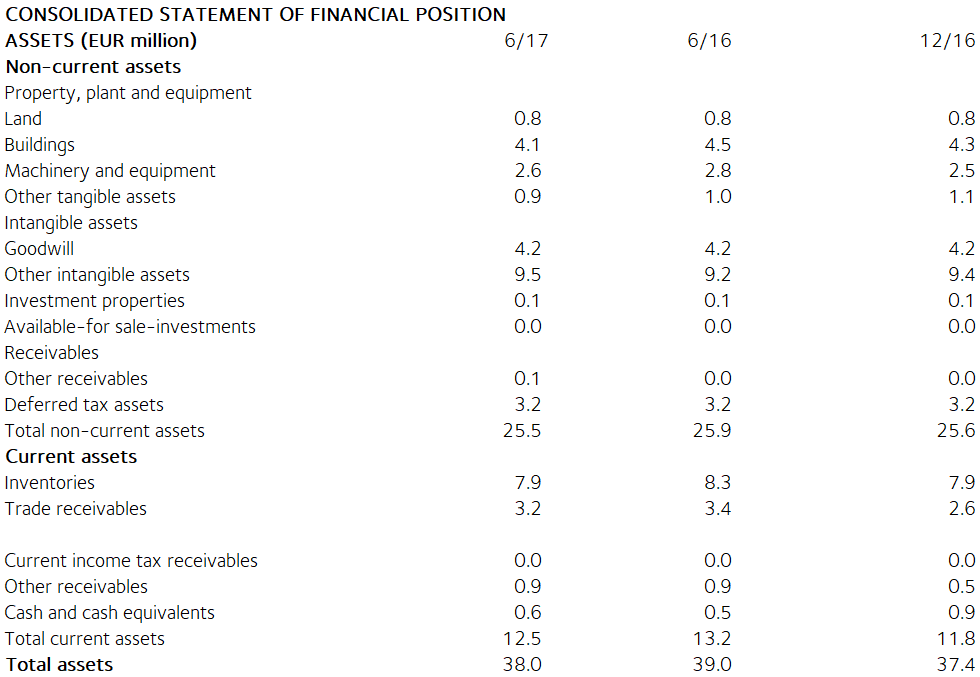 CONSOLIDATED STATEMENT OF FINANCIAL POSITION
ASSETS (EUR million) 6/17 6/16 12/16
Non-current assets
Property, plant and equipment
Land 0.8 0.8 0.8
Buildings 4.1 4.5 4.3
Machinery and equipment 2.6 2.8 2.5
Other tangible assets 0.9 1.0 1.1
Intangible assets
Goodwill 4.2 4.2 4.2
Other intangible assets 9.5 9.2 9.4
Investment properties 0.1 0.1 0.1
Available-for sale-investments 0.0 0.0 0.0
Receivables
Other receivables 0.1 0.0 0.0
Deferred tax assets 3.2 3.2 3.2
Total non-current assets 25.5 25.9 25.6
Current assets
Inventories 7.9 8.3 7.9
Trade receivables 3.2 3.4 2.6
Current income tax receivables 0.0 0.0 0.0
Other receivables 0.9 0.9 0.5
Cash and cash equivalents 0.6 0.5 0.9
Total current assets 12.5 13.2 11.8
Total assets 38.0 39.0 37.4